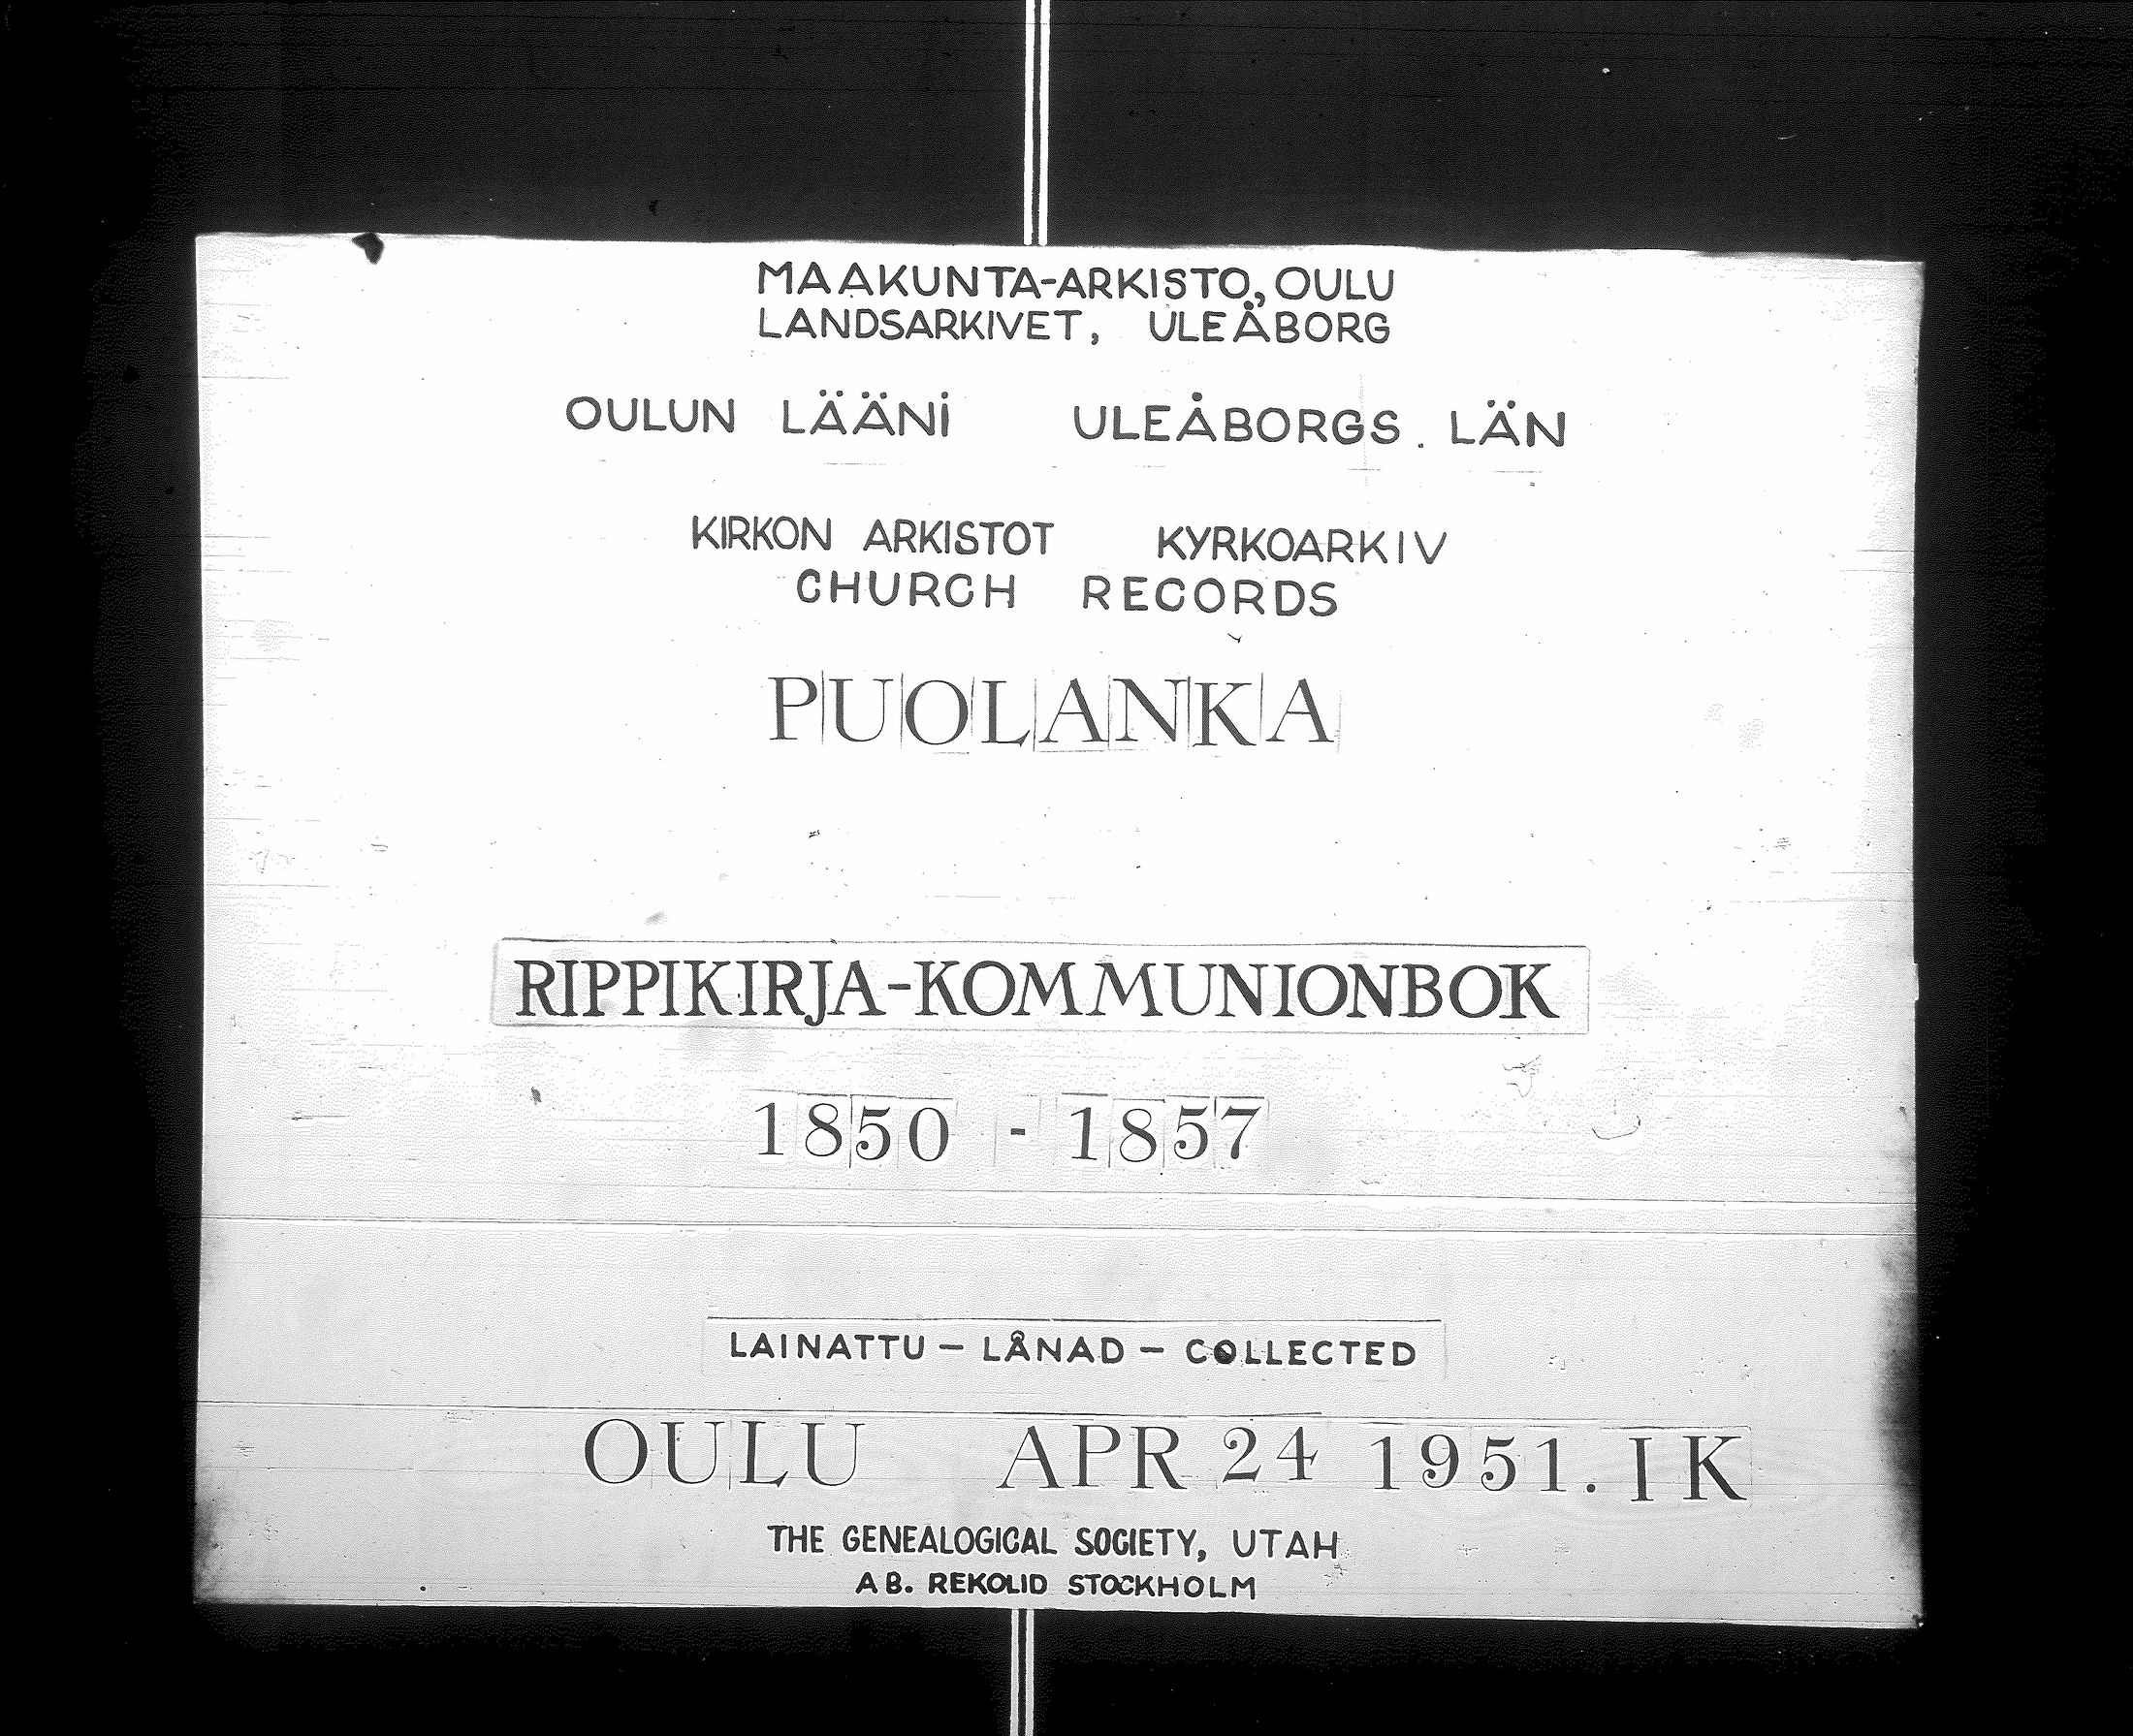 MAAKUNTA-ARKISTO, OULU
LANDSARKIVET, ULEÅBORG
OULUN LÄÄNI ULEÅBORGS. LÄN
KIRKON ARKISTOT KYRKOARKIV
CHURCH RECORDS
PUOLANKA
RIPPIKIRJA-KOMMUNIONBOK
1850 - 1857
LAINATTU - LÅNAD - COLLECTED
OULU APR 24 1951. IK
THE GENEALOGICAL SOCIETY, UTAH
AB. REKOLID STOCKHOLM